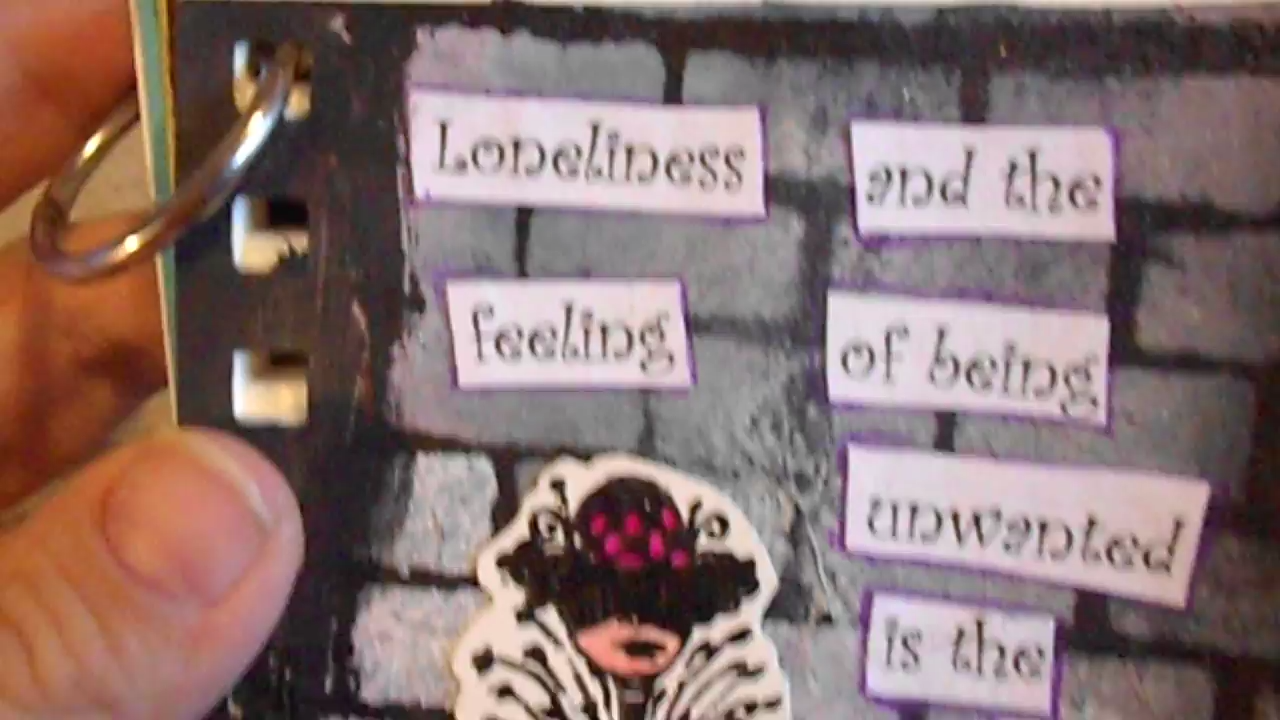 Loneliness and the
feeling of being
unwanted
is the